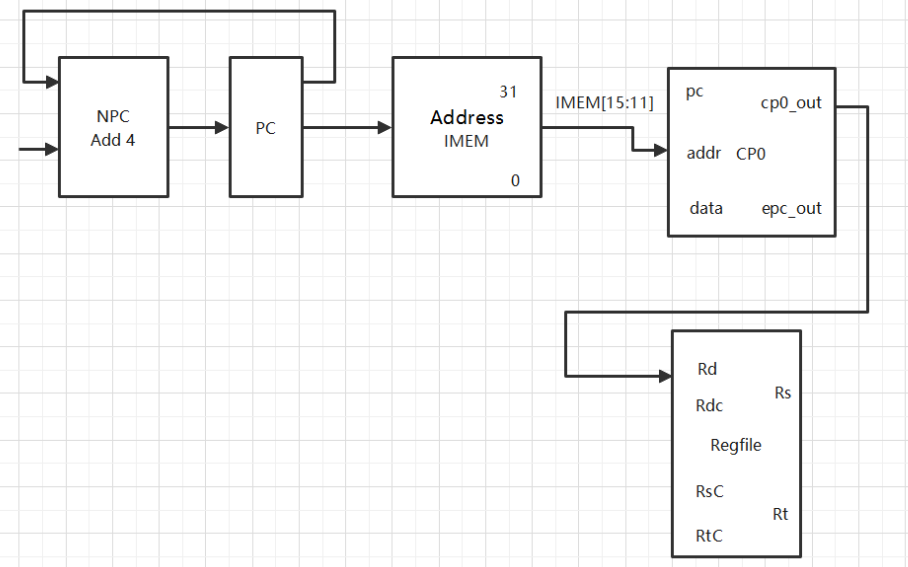 NPC
Add 4
PC
31
Address
IMEM
0
IMEM[15:11]
pc
cp0_out
addr
CP0
data
epc_out
Rd
Rs
Rdc
Regfile
RsC
Rt
RtC